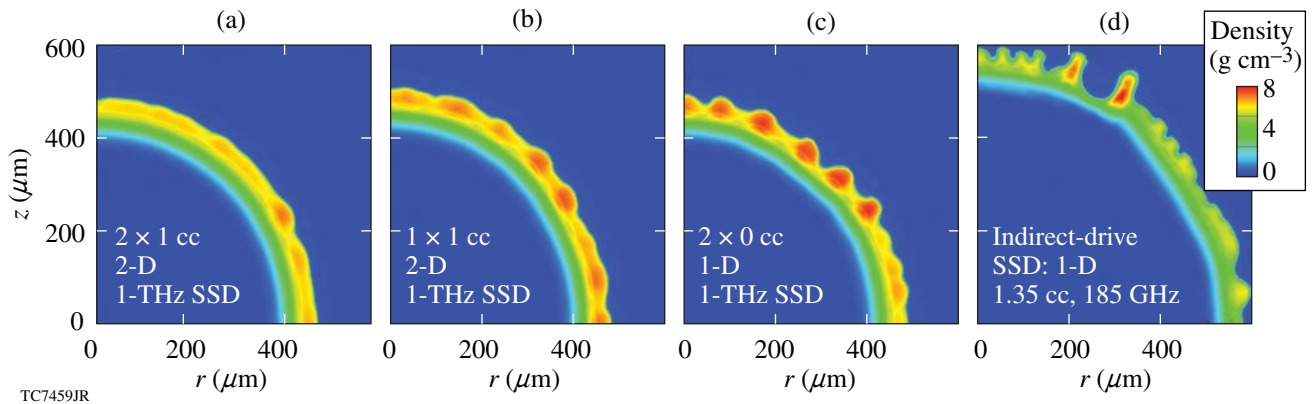 (a)
(b)
(c)
(d)
Density
(g cm–3)
8
4
0
600
400
200
0
z (μm)
2 × 1 cc
2-D
1-THz SSD
1 × 1 cc
2-D
1-THz SSD
2 × 0 cc
1-D
1-THz SSD
Indirect-drive
SSD: 1-D
1.35 cc, 185 GHz
0 200 400
0 200 400
0 200 400
0 200 400
r (μm)
r (μm)
r (μm)
r (μm)
TC7459JR